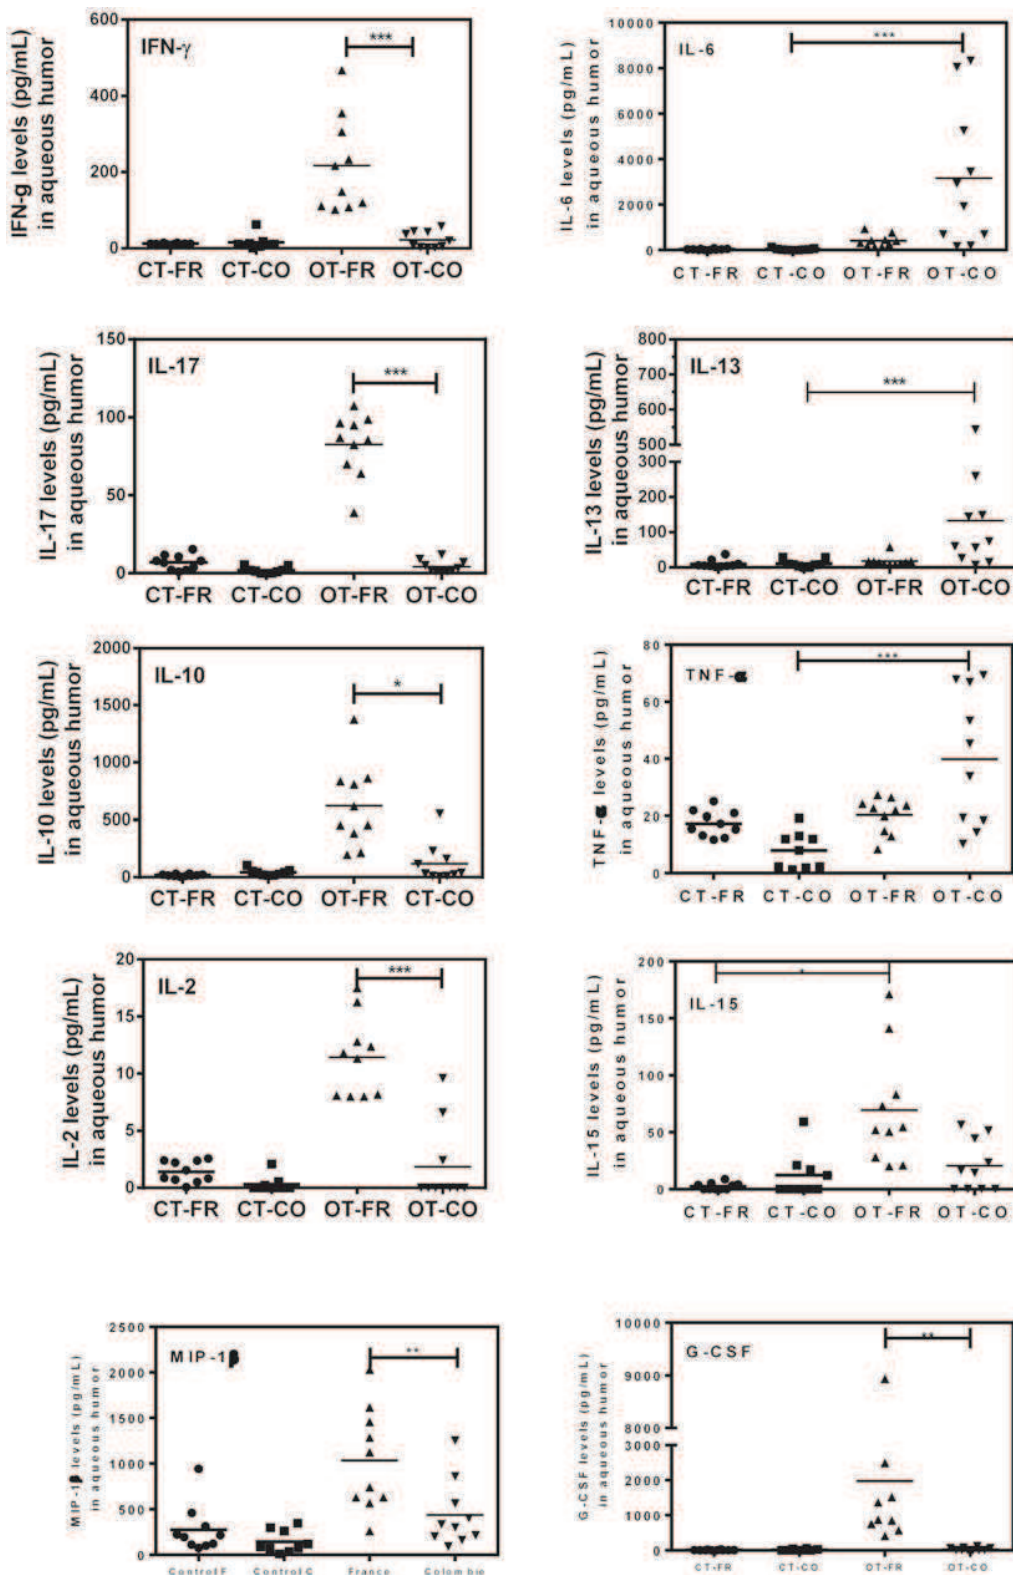 IFN-g levels (pg/mL)
in aqueous humor
600
400
200
0
IFN-γ
***
CT-FR CT-CO OT-FR OT-CO
IL-6 levels (pg/mL)
in aqueous humor
10000
8000
6000
4000
2000
0
IL-6
***
CT-FR CT-CO OT-FR OT-CO
IL-17 levels (pg/mL)
in aqueous humor
150
100
50
0
IL-17
***
CT-FR CT-CO OT-FR OT-CO
IL-13 levels (pg/mL)
in aqueous humor
800
700
600
500
300
200
100
0
IL-13
***
CT-FR CT-CO OT-FR OT-CO
IL-10 levels (pg/mL)
in aqueous humor
2000
1500
1000
500
0
IL-10
*
CT-FR CT-CO OT-FR CT-CO
TNF-α levels (pg/mL)
in aqueous humor
80
60
40
20
0
TNF-α
***
CT-FR CT-CO OT-FR OT-CO
IL-2 levels (pg/mL)
in aqueous humor
20
15
10
5
0
IL-2
***
CT-FR CT-CO OT-FR OT-CO
IL-15 levels (pg/mL)
in aqueous humor
200
150
100
50
0
IL-15
*
CT-FR CT-CO OT-FR OT-CO
MIP-1β levels (pg/mL)
in aqueous humor
2500
2000
1500
1000
500
0
MIP-1β
**
Control F Control C France Colombie
G-CSF levels (pg/mL)
in aqueous humor
10000
9000
8000
3000
2000
1000
0
G-CSF
**
CT-FR CT-CO OT-FR OT-CO